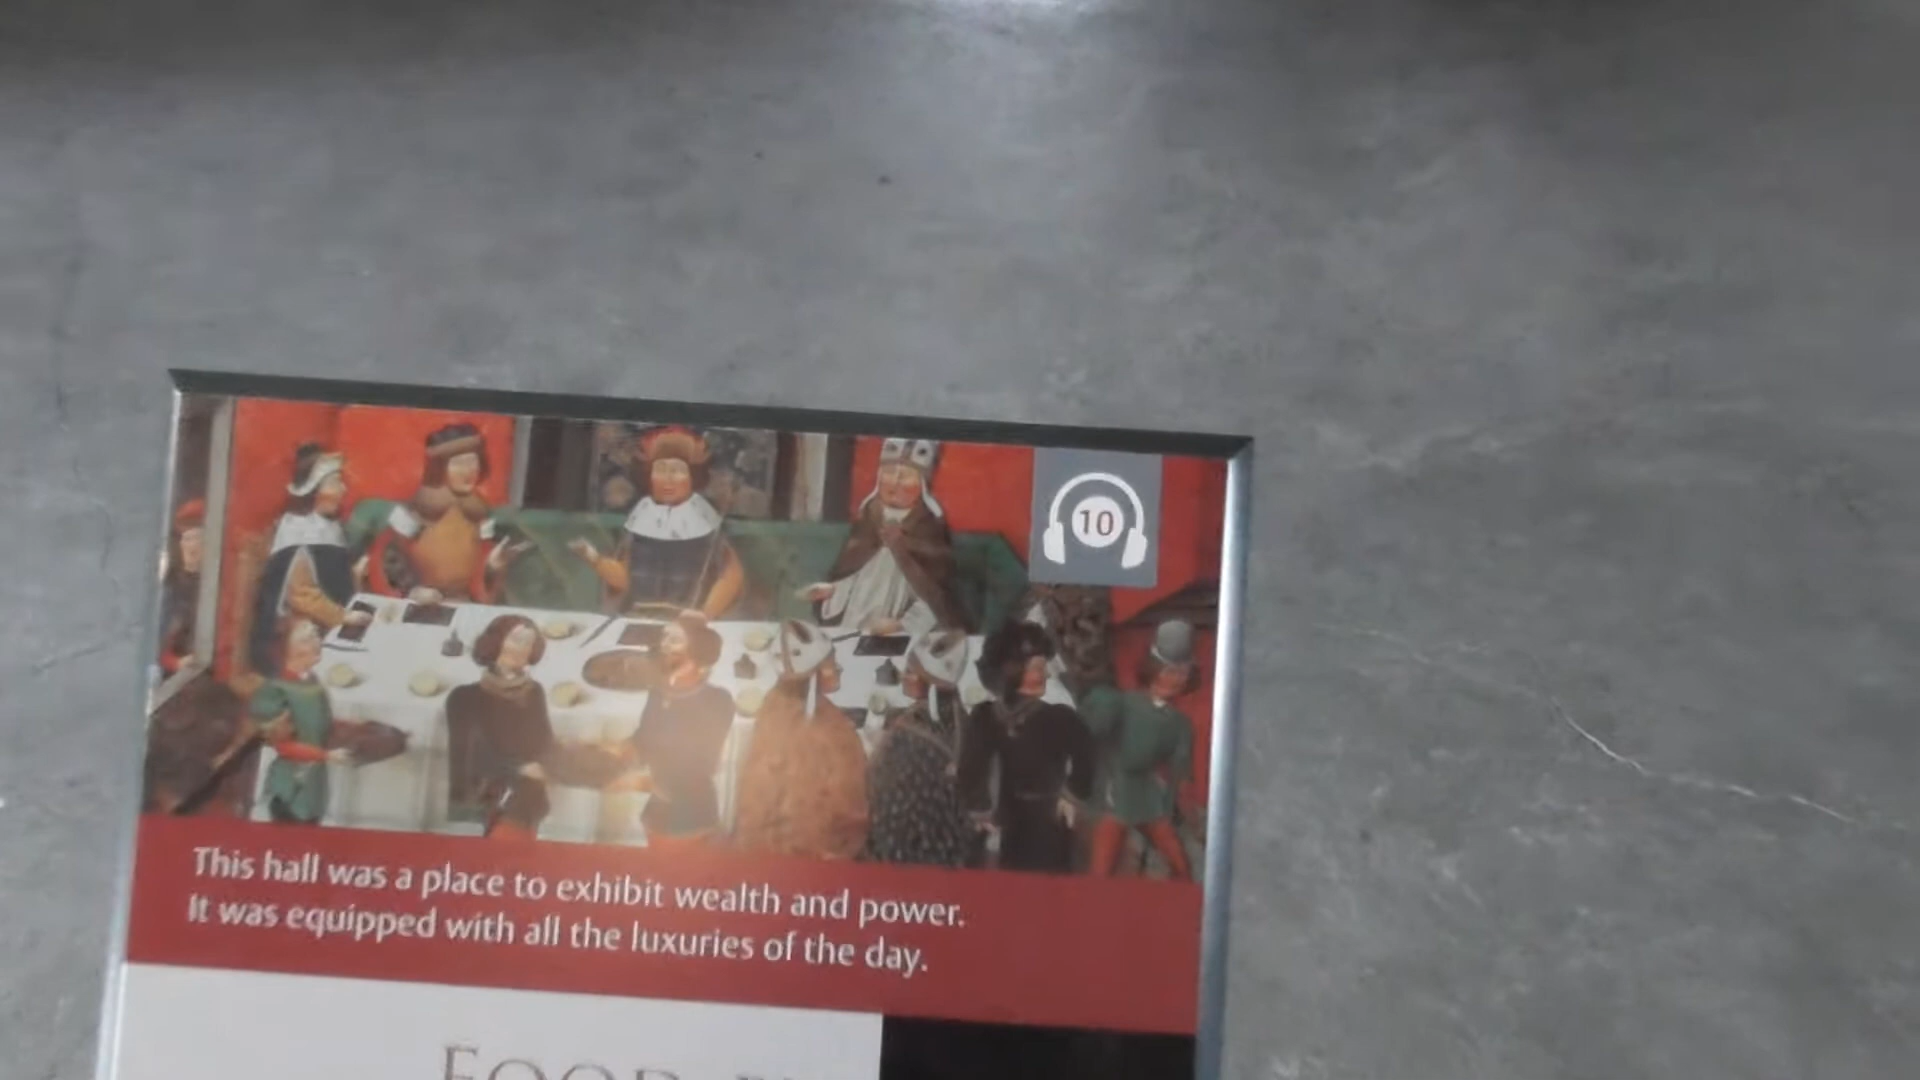 10
This hall was a place to exhibit wealth and power.
It was equipped with all the luxuries of the day.
FOOD